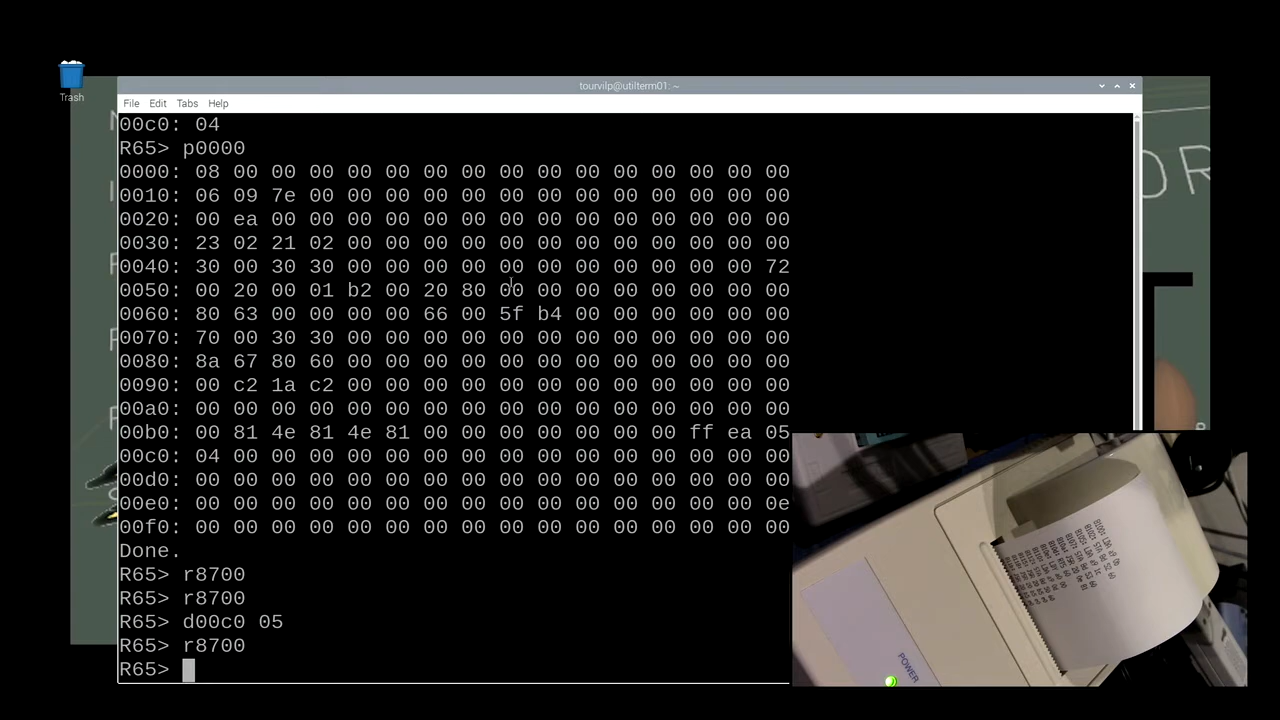 tourvilp@utilterm01: ~
Trash
File Edit Tabs Help
00c0: 04
R65> p0000
0000: 08 00 00 00 00 00 00 00 00 00 00 00 00 00 00 00
0010: 06 09 7e 00 00 00 00 00 00 00 00 00 00 00 00 00
0020: 00 ea 00 00 00 00 00 00 00 00 00 00 00 00 00 00
0030: 23 02 21 02 00 00 00 00 00 00 00 00 00 00 00 00
0040: 30 00 30 30 00 00 00 00 00 00 00 00 00 00 00 72
0050: 00 20 00 01 b2 00 20 80 00 00 00 00 00 00 00 00
0060: 80 63 00 00 00 00 66 00 5f b4 00 00 00 00 00 00
0070: 70 00 30 30 00 00 00 00 00 00 00 00 00 00 00 00
0080: 8a 67 80 60 00 00 00 00 00 00 00 00 00 00 00 00
0090: 00 c2 1a c2 00 00 00 00 00 00 00 00 00 00 00 00
00a0: 00 00 00 00 00 00 00 00 00 00 00 00 00 00 00 00
00b0: 00 81 4e 81 4e 81 00 00 00 00 00 00 00 ff ea 05
00c0: 04 00 00 00 00 00 00 00 00 00 00 00 00 00 00 00
00d0: 00 00 00 00 00 00 00 00 00 00 00 00 00 00 00 00
00e0: 00 00 00 00 00 00 00 00 00 00 00 00 00 00 00 0e
00f0: 00 00 00 00 00 00 00 00 00 00 00 00 00 00 00 00
Done.
R65> r8700
R65> r8700
R65> d00c0 05
R65> r8700
R65>
OR
POWER